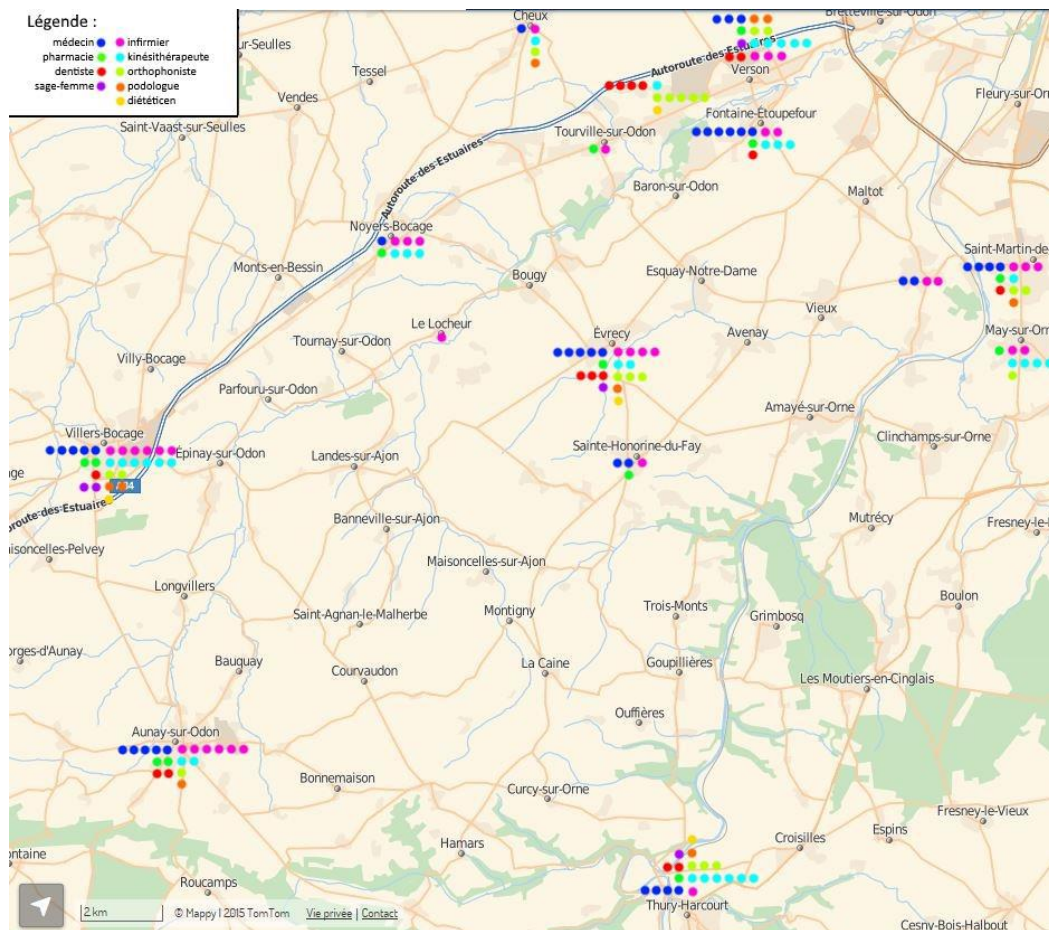 Légende :
médecin infirmier
pharmacie kinésithérapeute
dentiste orthophoniste
sage-femme podologue
diététicen
Cheux
Bretteville-sur-Odon
ur-Seulles
Tessel
Autoroute des Estuaires
Verson
Vendes
Fleury-sur-Orn
Saint-Vaast-sur-Seulles
Fontaine-Étoupefour
Tourville-sur-Odon
Autoroute des Estuaires
Baron-sur-Odon
Maltot
Noyers-Bocage
Saint-Martin-de
Monts-en-Bessin
Bougy
Esquay-Notre-Dame
Vieux
Le Locheur
Évrecy
Avenay
May-sur-Orn
Tournay-sur-Odon
Villy-Bocage
Parfouru-sur-Odon
Amayé-sur-Orne
Villers-Bocage
Épinay-sur-Odon
Landes-sur-Ajon
Sainte-Honorine-du-Fay
Clinchamps-sur-Orne
age
oroute des Estuaire
Banneville-sur-Ajon
Mutrécy
Fresney-le-
aisoncelles-Pelvey
Maisoncelles-sur-Ajon
Longvillers
Saint-Agnan-le-Malherbe
Montigny
Trois-Monts
Grimbosq
Boulon
orges-d'Aunay
Bauquay
Courvaudon
La Caine
Goupillières
Les Moutiers-en-Cinglais
Ouffières
Aunay-sur-Odon
Bonnemaison
Curcy-sur-Orne
Fresney-le-Vieux
Hamars
Croisilles
Espins
ontaine
Roucamps
Thury-Harcourt
2 km
© Mappy | 2015 TomTom Vie privée | Contact
Cesny-Bois-Halbout